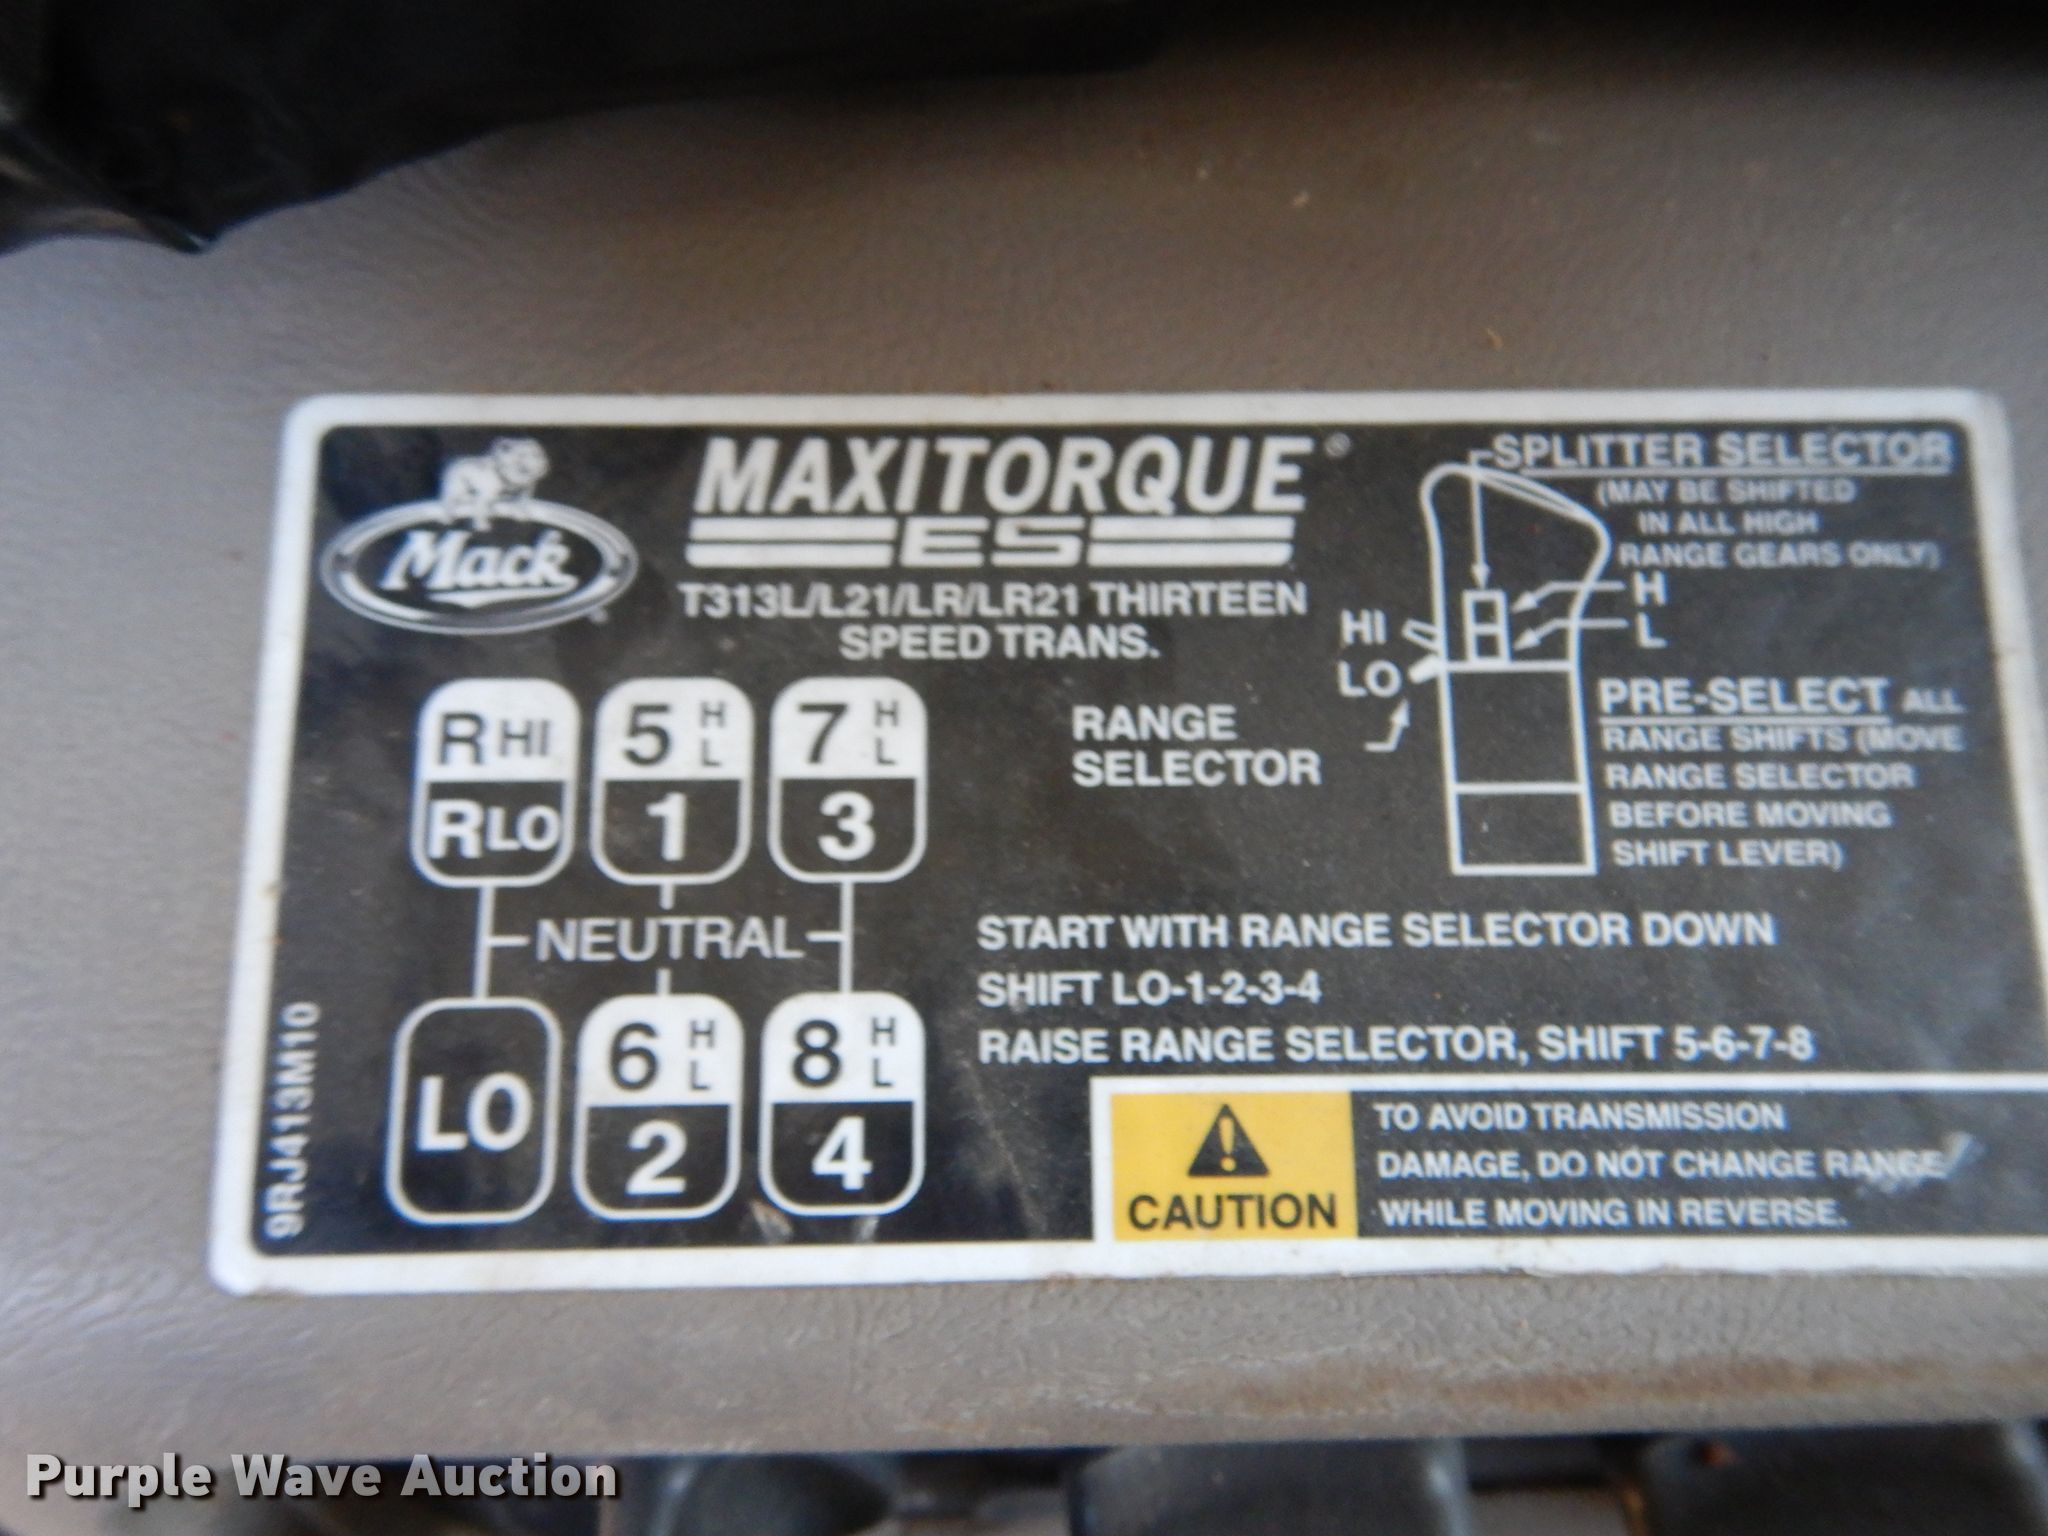 Mack
MAXITORQUE®
ES
T313L/L21/LR/LR21 THIRTEEN
SPEED TRANS.
R HI
R LO
5 H L
1
7 H L
3
NEUTRAL
LO
6 H L
2
8 H L
4
9RJ413M10
SPLITTER SELECTOR
(MAY BE SHIFTED
IN ALL HIGH
RANGE GEARS ONLY)
H
L
HI
LO
RANGE
SELECTOR
PRE-SELECT ALL
RANGE SHIFTS (MOVE
RANGE SELECTOR
BEFORE MOVING
SHIFT LEVER)
START WITH RANGE SELECTOR DOWN
SHIFT LO-1-2-3-4
RAISE RANGE SELECTOR, SHIFT 5-6-7-8
CAUTION
TO AVOID TRANSMISSION
DAMAGE, DO NOT CHANGE RANGE
WHILE MOVING IN REVERSE.
Purple Wave Auction